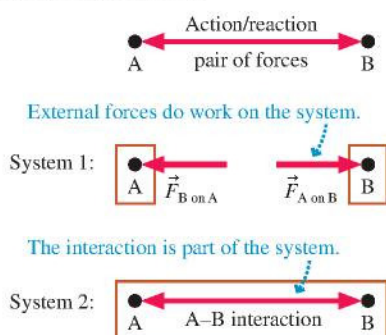 Action/reaction
A B
pair of forces
External forces do work on the system.
System 1:
A F⃗ B on A F⃗ A on B B
The interaction is part of the system.
System 2:
A A–B interaction B